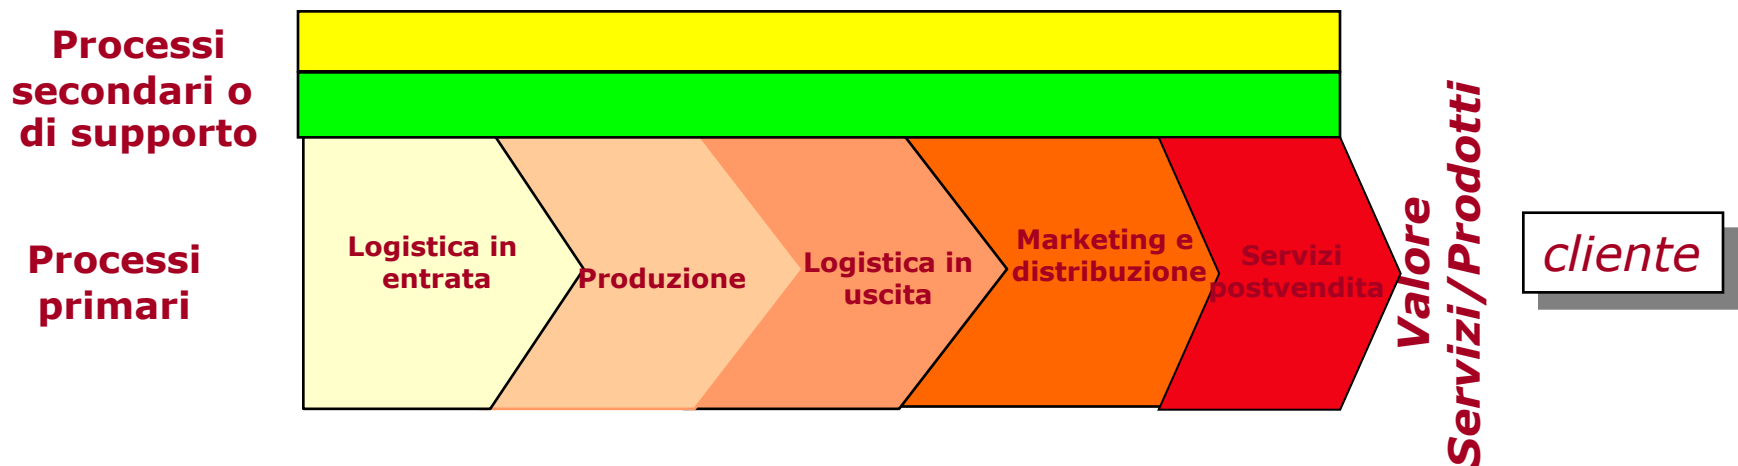 Processi
secondari o
di supporto
Processi
primari
Logistica in
entrata
Produzione
Logistica in
uscita
Marketing e
distribuzione
Servizi
postvendita
Valore
Servizi/Prodotti
cliente